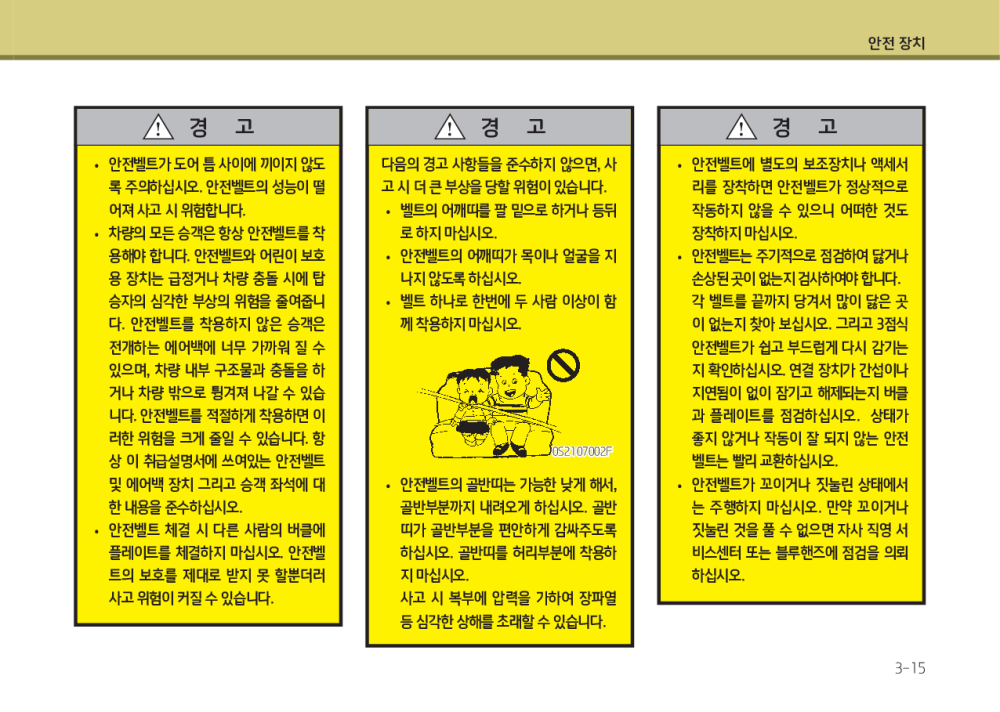 안전 장치
경 고
• 안전벨트가 도어 틈 사이에 끼이지 않도
록 주의하십시오. 안전벨트의 성능이 떨
어져 사고 시 위험합니다.
• 차량의 모든 승객은 항상 안전벨트를 착
용해야 합니다. 안전벨트와 어린이 보호
용 장치는 급정거나 차량 충돌 시에 탑
승자의 심각한 부상의 위험을 줄여줍니
다. 안전벨트를 착용하지 않은 승객은
전개하는 에어백에 너무 가까워 질 수
있으며, 차량 내부 구조물과 충돌을 하
거나 차량 밖으로 튕겨져 나갈 수 있습
니다. 안전벨트를 적절하게 착용하면 이
러한 위험을 크게 줄일 수 있습니다. 항
상 이 취급설명서에 쓰여있는 안전벨트
및 에어백 장치 그리고 승객 좌석에 대
한 내용을 준수하십시오.
• 안전벨트 체결 시 다른 사람의 버클에
플레이트를 체결하지 마십시오. 안전벨
트의 보호를 제대로 받지 못 할뿐더러
사고 위험이 커질 수 있습니다.
경 고
다음의 경고 사항들을 준수하지 않으면, 사
고 시 더 큰 부상을 당할 위험이 있습니다.
• 벨트의 어깨띠를 팔 밑으로 하거나 등뒤
로 하지 마십시오.
• 안전벨트의 어깨띠가 목이나 얼굴을 지
나지 않도록 하십시오.
• 벨트 하나로 한번에 두 사람 이상이 함
께 착용하지 마십시오.
OS2107002F
• 안전벨트의 골반띠는 가능한 낮게 해서,
골반부분까지 내려오게 하십시오. 골반
띠가 골반부분을 편안하게 감싸주도록
하십시오. 골반띠를 허리부분에 착용하
지 마십시오.
사고 시 복부에 압력을 가하여 장파열
등 심각한 상해를 초래할 수 있습니다.
경 고
• 안전벨트에 별도의 보조장치나 액세서
리를 장착하면 안전벨트가 정상적으로
작동하지 않을 수 있으니 어떠한 것도
장착하지 마십시오.
• 안전벨트는 주기적으로 점검하여 닳거나
손상된 곳이 없는지 검사하여야 합니다.
각 벨트를 끝까지 당겨서 많이 닳은 곳
이 없는지 찾아 보십시오. 그리고 3점식
안전벨트가 쉽고 부드럽게 다시 감기는
지 확인하십시오. 연결 장치가 간섭이나
지연됨이 없이 잠기고 해제되는지 버클
과 플레이트를 점검하십시오. 상태가
좋지 않거나 작동이 잘 되지 않는 안전
벨트는 빨리 교환하십시오.
• 안전벨트가 꼬이거나 짓눌린 상태에서
는 주행하지 마십시오. 만약 꼬이거나
짓눌린 것을 풀 수 없으면 자사 직영 서
비스센터 또는 블루핸즈에 점검을 의뢰
하십시오.
3-15